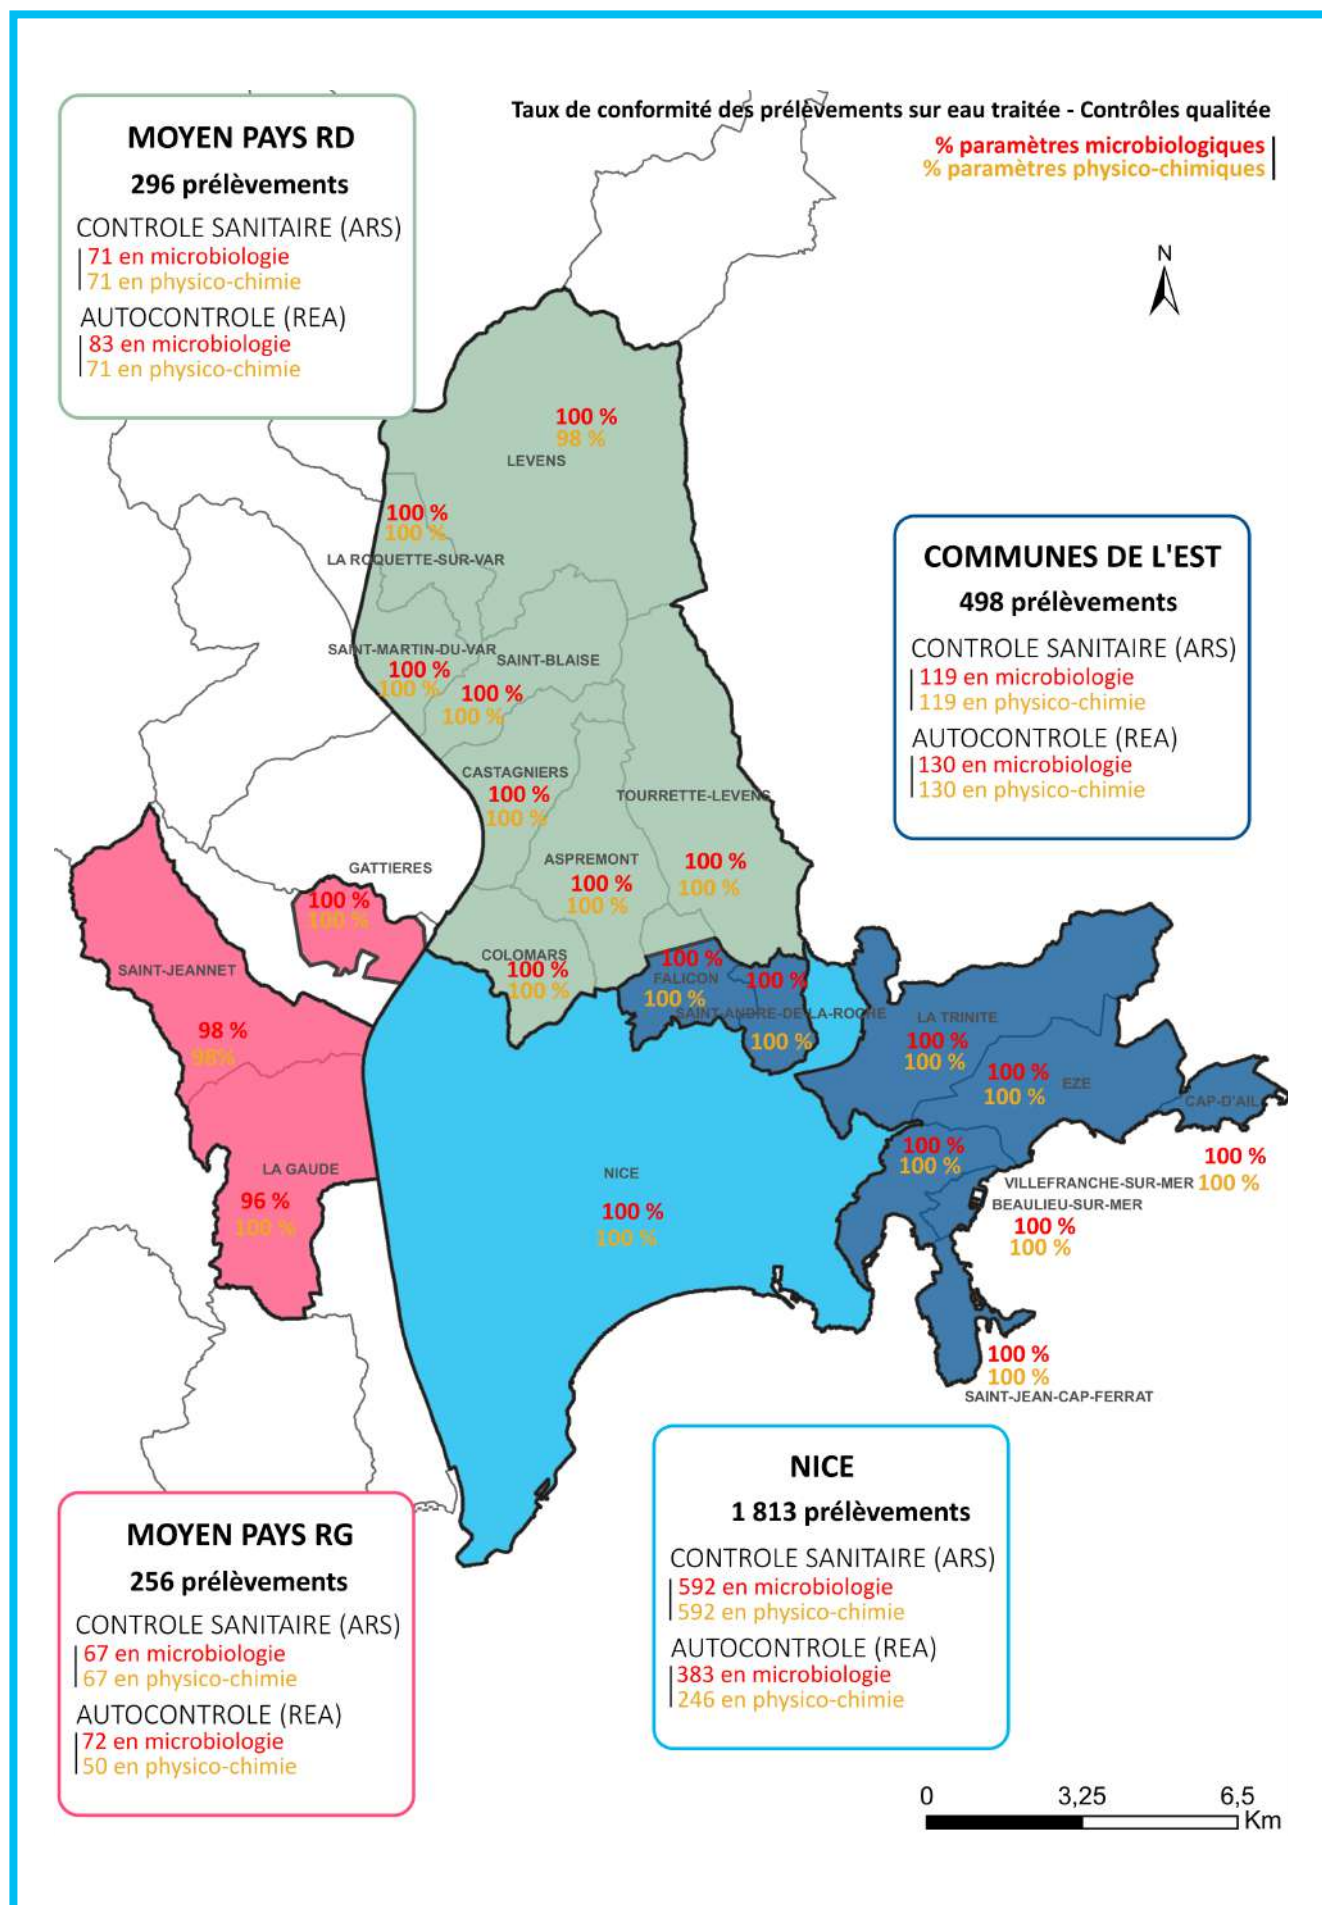 Taux de conformité des prélèvements sur eau traitée - Contrôles qualitée
% paramètres microbiologiques
% paramètres physico-chimiques
MOYEN PAYS RD
296 prélèvements
CONTROLE SANITAIRE (ARS)
71 en microbiologie
71 en physico-chimie
AUTOCONTROLE (REA)
83 en microbiologie
71 en physico-chimie
N
100 %
98 %
LEVENS
100 %
100 %
LA ROQUETTE-SUR-VAR
COMMUNES DE L'EST
498 prélèvements
CONTROLE SANITAIRE (ARS)
119 en microbiologie
119 en physico-chimie
AUTOCONTROLE (REA)
130 en microbiologie
130 en physico-chimie
SAINT-MARTIN-DU-VAR
100 %
100 %
SAINT-BLAISE
100 %
100 %
CASTAGNIERS
100 %
100 %
TOURRETTE-LEVENS
100 %
100 %
ASPREMONT
100 %
100 %
GATTIERES
100 %
100 %
COLOMARS
100 %
100 %
100 %
FALICON
100 %
100 %
SAINT-ANDRE-DE-LA-ROCHE
100 %
SAINT-JEANNET
98 %
98%
LA TRINITE
100 %
100 %
100 %
EZE
100 %
CAP-D'AIL
100 %
100 %
100 %
100 %
VILLEFRANCHE-SUR-MER
BEAULIEU-SUR-MER
100 %
100 %
LA GAUDE
96 %
100 %
NICE
100 %
100 %
100 %
100 %
SAINT-JEAN-CAP-FERRAT
NICE
1 813 prélèvements
CONTROLE SANITAIRE (ARS)
592 en microbiologie
592 en physico-chimie
AUTOCONTROLE (REA)
383 en microbiologie
246 en physico-chimie
MOYEN PAYS RG
256 prélèvements
CONTROLE SANITAIRE (ARS)
67 en microbiologie
67 en physico-chimie
AUTOCONTROLE (REA)
72 en microbiologie
50 en physico-chimie
0 3,25 6,5
Km